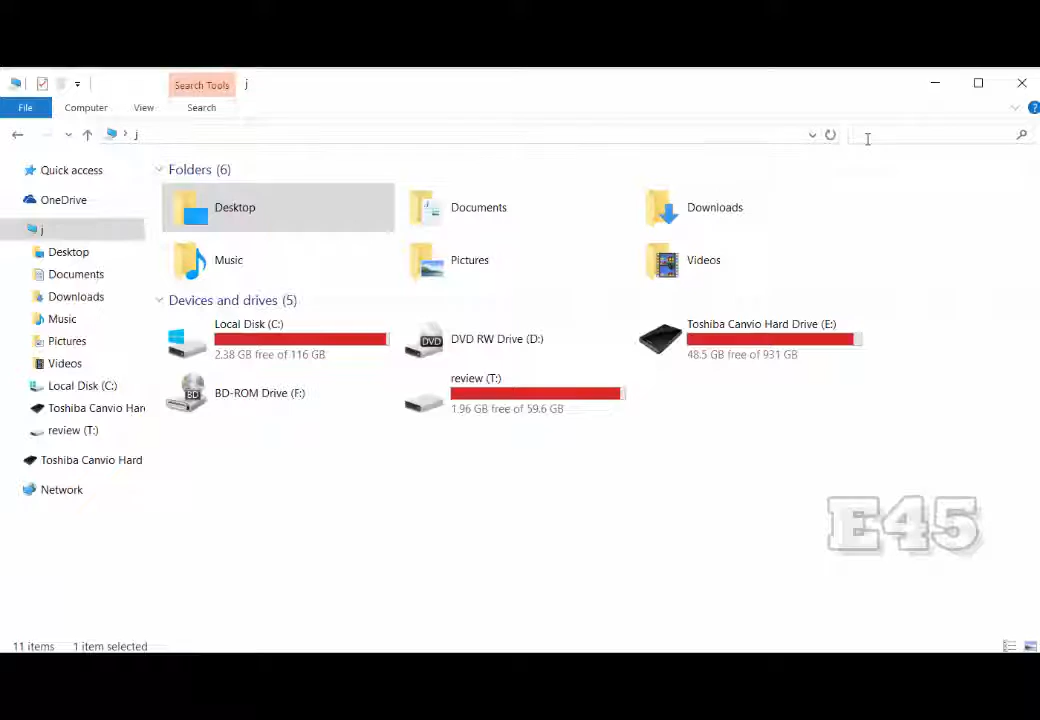 Search Tools j
File Computer View Search
j
Quick access
OneDrive
j
Desktop
Documents
Downloads
Music
Pictures
Videos
Local Disk (C:)
Toshiba Canvio Har
review (T:)
Toshiba Canvio Hard
Network
Folders (6)
Desktop Documents Downloads
Music Pictures Videos
Devices and drives (5)
Local Disk (C:)
2.38 GB free of 116 GB
DVD
DVD RW Drive (D:)
Toshiba Canvio Hard Drive (E:)
48.5 GB free of 931 GB
BD
BD-ROM Drive (F:)
review (T:)
1.96 GB free of 59.6 GB
E45
11 items 1 item selected